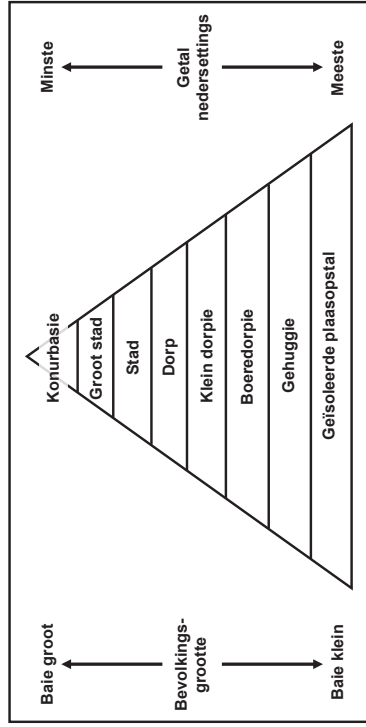 Baie groot
Bevolkings-
grootte
Baie klein
Konurbasie
Groot stad
Stad
Dorp
Klein dorpie
Boeredorpie
Gehuggie
Geïsoleerde plaasopstal
Minste
Getal
nedersettings
Meeste